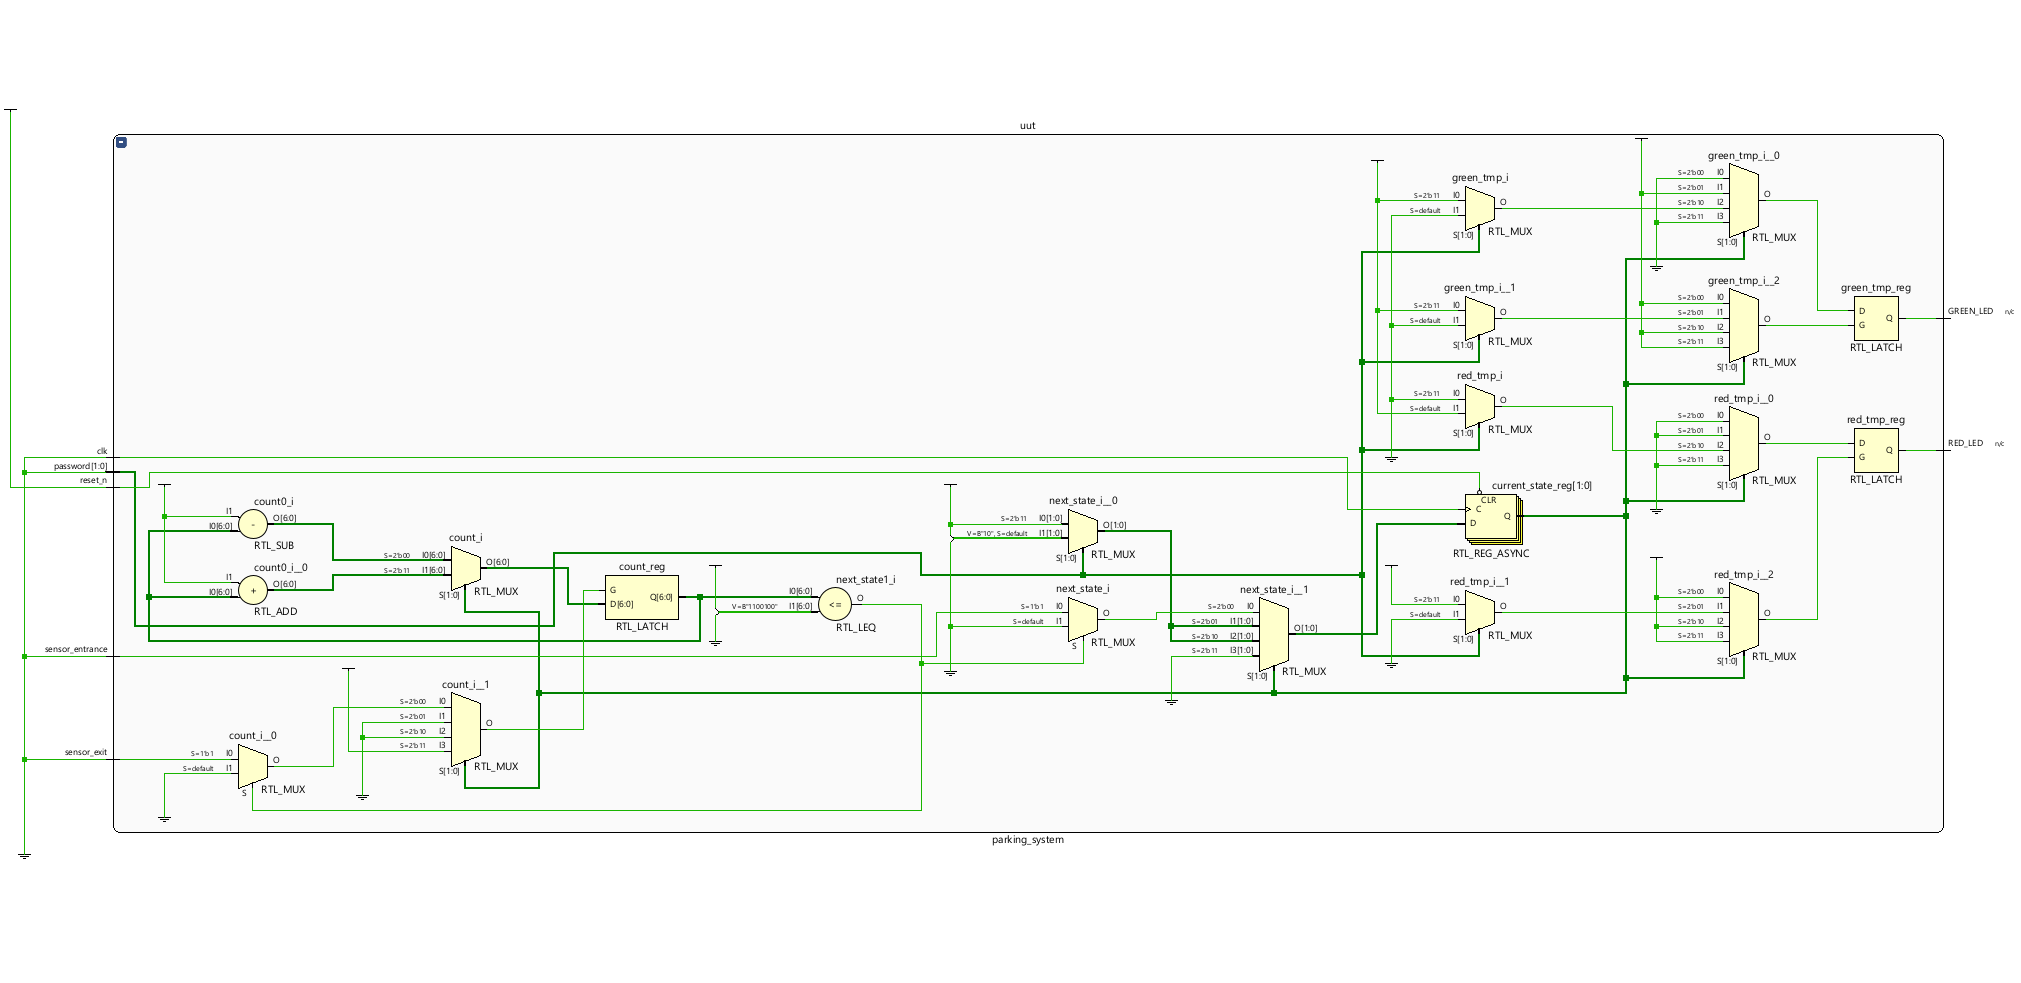 uut
green_tmp_i__0
S=2'b00 I0
S=2'b01 I1
S=2'b10 I2
S=2'b11 I3
O
S[1:0]
RTL_MUX
green_tmp_i
S=2'b11 I0
S=default I1
O
S[1:0]
RTL_MUX
green_tmp_i__2
S=2'b00 I0
S=2'b01 I1
S=2'b10 I2
S=2'b11 I3
O
S[1:0]
RTL_MUX
green_tmp_i__1
S=2'b11 I0
S=default I1
O
S[1:0]
RTL_MUX
green_tmp_reg
D
G
Q
RTL_LATCH
GREEN_LED n/c
red_tmp_i
S=2'b11 I0
S=default I1
O
S[1:0]
RTL_MUX
red_tmp_i__0
S=2'b00 I0
S=2'b01 I1
S=2'b10 I2
S=2'b11 I3
O
S[1:0]
RTL_MUX
red_tmp_reg
D
G
Q
RTL_LATCH
RED_LED n/c
clk
password[1:0]
reset_n
current_state_reg[1:0]
CLR
C
D
Q
RTL_REG_ASYNC
count0_i
I1
I0[6:0]
-
O[6:0]
RTL_SUB
count0_i__0
I1
I0[6:0]
+
O[6:0]
RTL_ADD
count_i
S=2'b00 I0[6:0]
S=2'b11 I1[6:0]
O[6:0]
S[1:0]
RTL_MUX
count_reg
G
D[6:0]
Q[6:0]
RTL_LATCH
next_state1_i
I0[6:0]
V=B"1100100" I1[6:0]
<=
O
RTL_LEQ
next_state_i__0
S=2'b11 I0[1:0]
V=B"10", S=default I1[1:0]
O[1:0]
S[1:0]
RTL_MUX
next_state_i
S=1'b1 I0
S=default I1
O
S
RTL_MUX
next_state_i__1
S=2'b00 I0
S=2'b01 I1[1:0]
S=2'b10 I2[1:0]
S=2'b11 I3[1:0]
O[1:0]
S[1:0]
RTL_MUX
red_tmp_i__1
S=2'b11 I0
S=default I1
O
S[1:0]
RTL_MUX
red_tmp_i__2
S=2'b00 I0
S=2'b01 I1
S=2'b10 I2
S=2'b11 I3
O
S[1:0]
RTL_MUX
sensor_entrance
count_i__1
S=2'b00 I0
S=2'b01 I1
S=2'b10 I2
S=2'b11 I3
O
S[1:0]
RTL_MUX
sensor_exit
count_i__0
S=1'b1 I0
S=default I1
O
S
RTL_MUX
parking_system